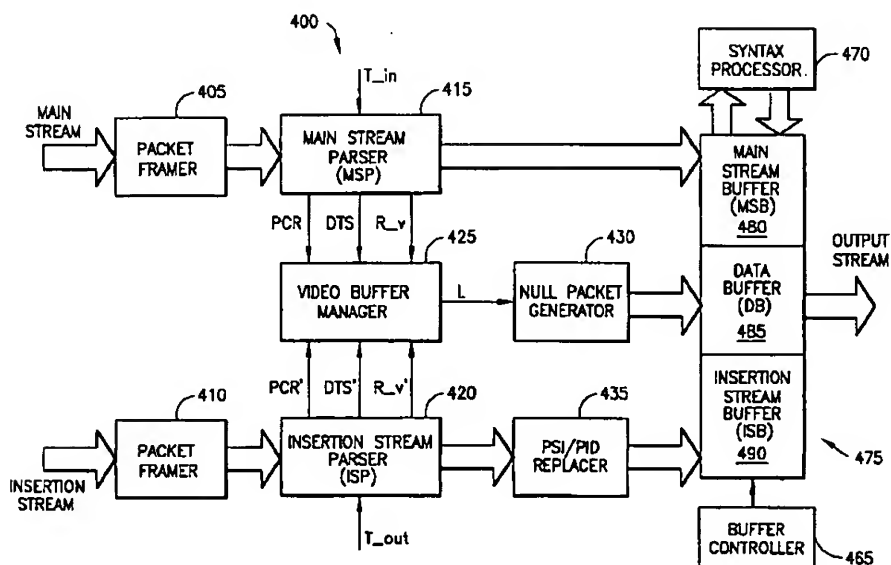 400
SYNTAX
PROCESSOR.
470
T_in
405
415
MAIN
STREAM
PACKET
FRAMER
MAIN STREAM
PARSER
(MSP)
MAIN
STREAM
BUFFER
(MSB)
480
PCR
DTS
R_v
425
430
OUTPUT
STREAM
VIDEO BUFFER
MANAGER
L
NULL PACKET
GENERATOR
DATA
BUFFER
(DB)
485
PCR'
DTS'
R_v'
410
420
435
PACKET
FRAMER
INSERTION
STREAM
INSERTION STREAM
PARSER
(ISP)
PSI/PID
REPLACER
INSERTION
STREAM
BUFFER
(ISB)
490
475
T_out
BUFFER
CONTROLLER
465